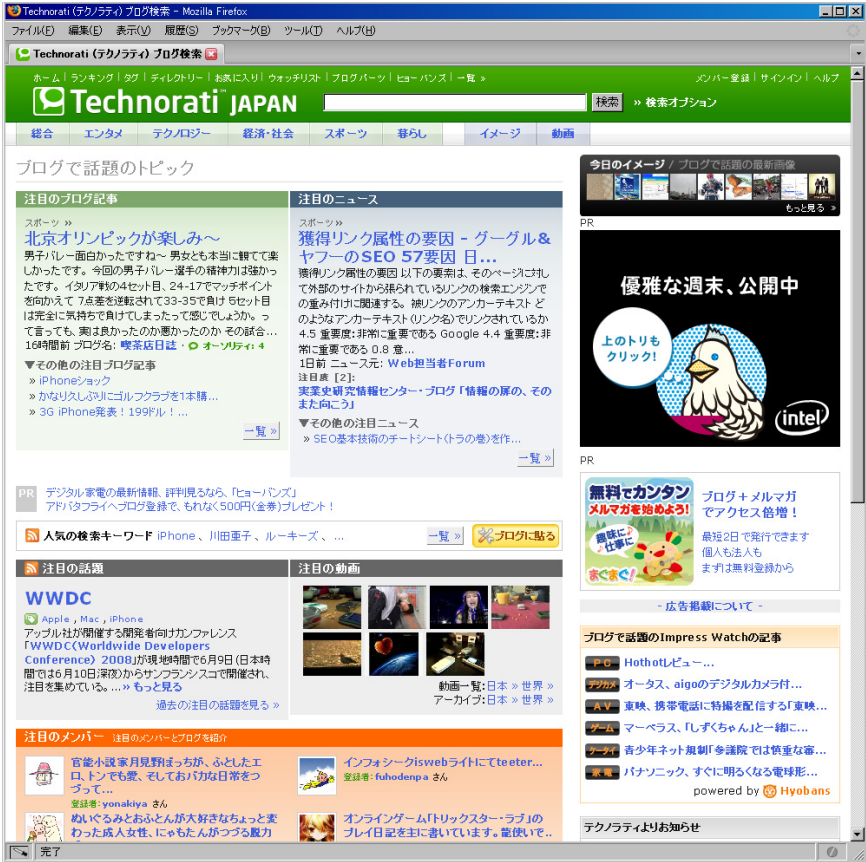 Technorati (テクノラティ) ブログ検索 - Mozilla Firefox
ファイル(F) 編集(E) 表示(V) 履歴(S) ブックマーク(B) ツール(T) ヘルプ(H)
Technorati (テクノラティ) ブログ検索
ホーム | ランキング | タグ | ディレクトリー | お気に入り | ウォッチリスト | ブログパーツ | ヒョーバンズ | 一覧 »
メンバー登録 | サインイン | ヘルプ
Technorati JAPAN
検索 » 検索オプション
総合 エンタメ テクノロジー 経済・社会 スポーツ 暮らし イメージ 動画
ブログで話題のトピック
注目のブログ記事
スポーツ »
北京オリンピックが楽しみ～
男子バレー面白かったですね～ 男女とも本当に観てて楽
しかったです。今回の男子バレー選手の精神力は強かっ
たです。イタリア戦の4セット目、24-17でマッチポイント
を向かえて 7点差を逆転されて33-35で負け 5セット目
は完全に気持ちで負けてしまったって感じでしょうか。っ
て言っても、実は良かったのか悪かったのか その試合...
16時間前 ブログ名: 喫茶店日誌 - オーソリティ: 4
▼その他の注目ブログ記事
» iPhoneショック
» かなり久しぶりにゴルフクラブを1本購...
» 3G iPhone発表！199ドル！...
一覧 »
注目のニュース
スポーツ »
獲得リンク属性の要因 - グーグル&
ヤフーのSEO 57要因 日...
獲得リンク属性の要因 以下の要素は、そのページに対し
て外部のサイトから張られているリンクの検索エンジンで
の重み付けに関連する。 被リンクのアンカーテキスト ど
のようなアンカーテキスト（リンク名）でリンクされているか
4.5 重要度:非常に重要である Google 4.4 重要度:非
常に重要である 0.8 意...
1日前 ニュース元: Web担当者Forum
注目度 [2]:
実業史研究情報センター・ブログ 「情報の扉の、その
また向こう」
▼その他の注目ニュース
» SEO基本技術のチートシート(トラの巻)を作...
一覧 »
PR デジタル家電の最新情報、評判見るなら、「ヒョーバンズ」
アドバタフライへブログ登録で、もれなく500円(金券)プレゼント！
人気の検索キーワード iPhone 、 川田亜子 、 ルーキーズ 、 ...
一覧 »
ブログに貼る
注目の話題
WWDC
Apple , Mac , iPhone
アップル社が開催する開発者向けカンファレンス
「WWDC(Worldwide Developers
Conference) 2008」が現地時間で6月9日(日本時
間では6月10日深夜)からサンフランシスコで開催され、
注目を集めている。...» もっと見る
過去の注目の話題を見る »
注目の動画
動画一覧:日本 » 世界 »
アーカイブ:日本 » 世界 »
注目のメンバー 注目のメンバーとブログを紹介
官能小説家月見野まっちが、ふとしたエ
ロ、トンでも愛、そしておバカな日常をつ
づって...
登録者: yonakiya さん
ぬいぐるみとおふとんが大好きなちょっと変
わった成人女性、にゃもたんがつづる脱力
インフォシークiswebライトにてteeter...
登録者: fuhodenpa さん
オンラインゲーム「トリックスター・ラブ」の
プレイ日記を主に書いています。龍使いで..
今日のイメージ / ブログで話題の最新画像
もっと見る »
PR
優雅な週末、公開中
上のトリも
クリック!
intel
PR
無料でカンタン
メルマガを始めよう!
趣味に
仕事に
まぐまぐ!
ブログ＋メルマガ
でアクセス倍増！
最短2日で発行できます
個人も法人も
まずは無料登録から
- 広告掲載について -
ブログで話題のImpress Watchの記事
PC Hothotレビュー...
デジカメ オータス、aigoのデジタルカメラ付...
AV 東映、携帯電話に特撮を配信する「東映...
ゲーム マーベラス、「しずくちゃん」と一緒に...
ケータイ 青少年ネット規制「参議院では慎重な審...
家電 パナソニック、すぐに明るくなる電球形...
powered by Hyobans
テクノラティよりお知らせ
完了